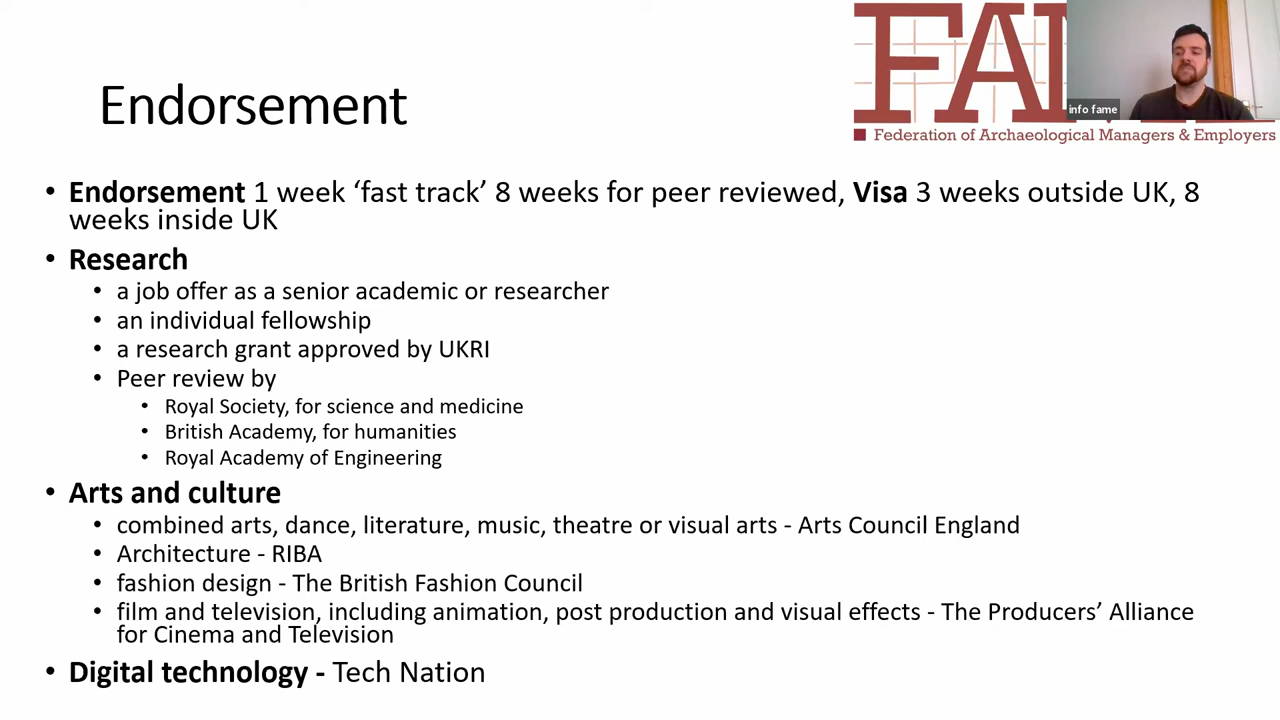 FA
info fame
Federation of Archaeological Managers & Employers
Endorsement
• Endorsement 1 week ‘fast track’ 8 weeks for peer reviewed, Visa 3 weeks outside UK, 8
weeks inside UK
• Research
• a job offer as a senior academic or researcher
• an individual fellowship
• a research grant approved by UKRI
• Peer review by
• Royal Society, for science and medicine
• British Academy, for humanities
• Royal Academy of Engineering
• Arts and culture
• combined arts, dance, literature, music, theatre or visual arts - Arts Council England
• Architecture - RIBA
• fashion design - The British Fashion Council
• film and television, including animation, post production and visual effects - The Producers’ Alliance
for Cinema and Television
• Digital technology - Tech Nation